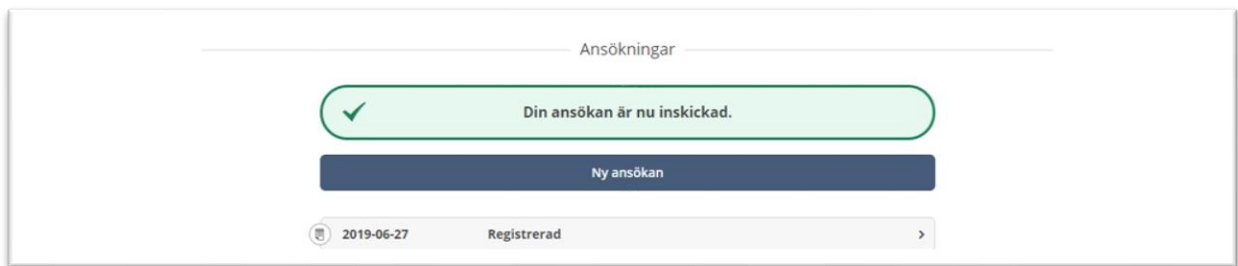 Ansökningar
Din ansökan är nu inskickad.
Ny ansökan
2019-06-27 Registrerad